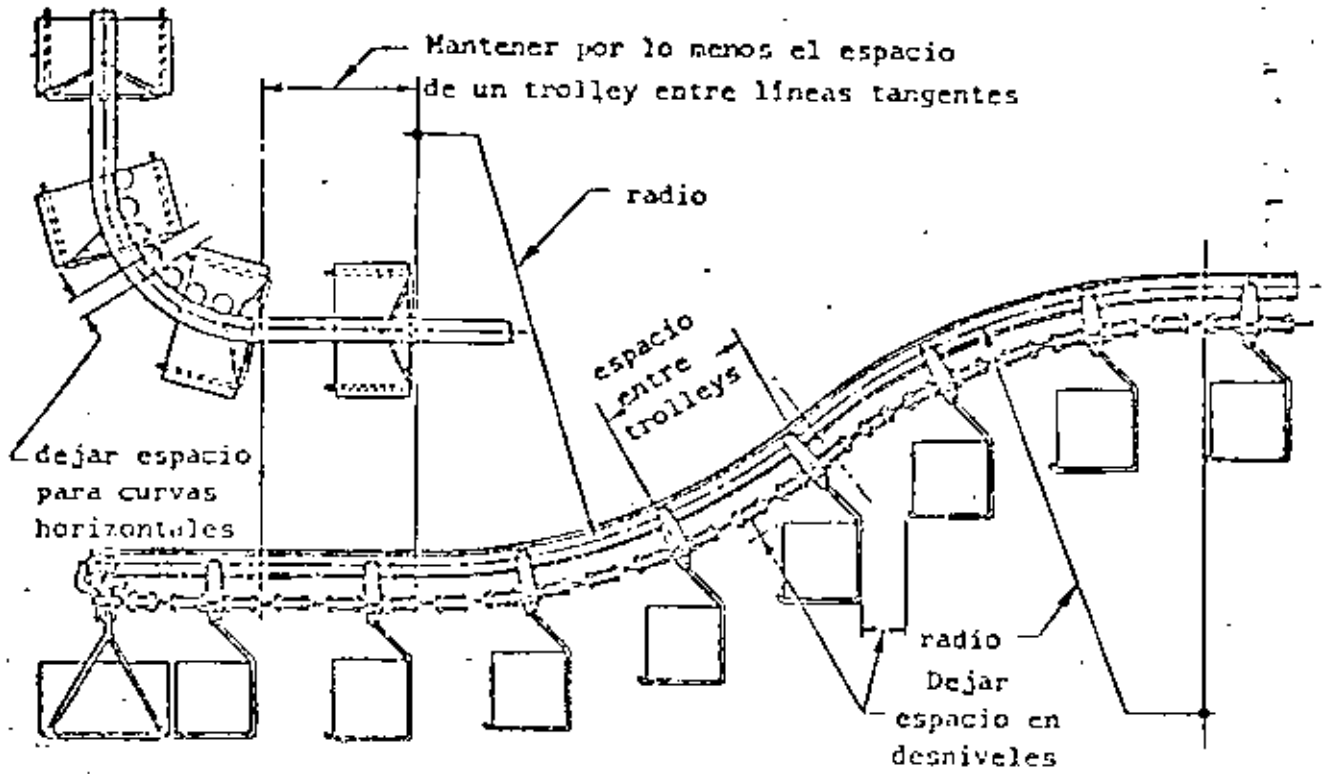 Mantener por lo menos el espacio
de un trolley entre líneas tangentes
radio
espacio
entre
trolleys
dejar espacio
para curvas
horizontales
radio
Dejar
espacio en
desniveles